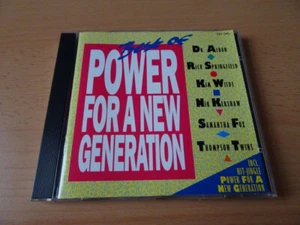 BEST OF
POWER
FOR A NEW
GENERATION
DR ALBAN
RICK SPRINGFIELD
KIM WILDE
NIK KERSHAW
SAMANTHA FOX
THOMPSON TWINS
INCL.
HIT-SINGLE
POWER FOR A
NEW GENERATION